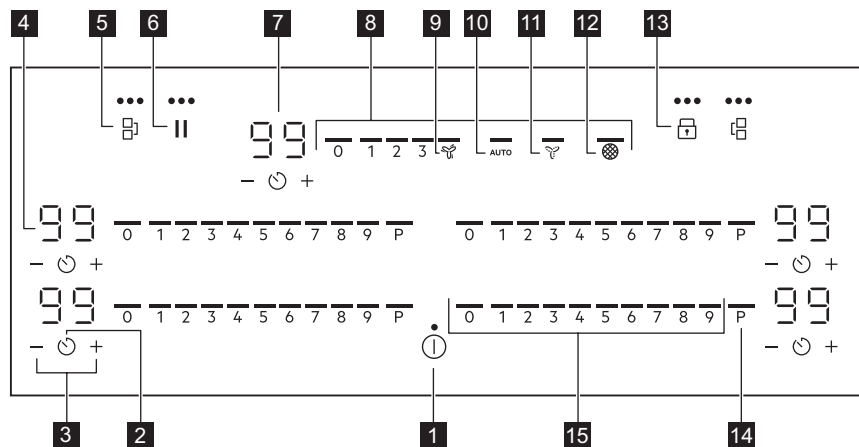 4 5 6 7 8 9 10 11 12 13
99 0 1 2 3 AUTO
− +
99 0 1 2 3 4 5 6 7 8 9 P 0 1 2 3 4 5 6 7 8 9 P 99
− + − +
99 0 1 2 3 4 5 6 7 8 9 P 0 1 2 3 4 5 6 7 8 9 P 99
− + − +
3 2 1 15 14